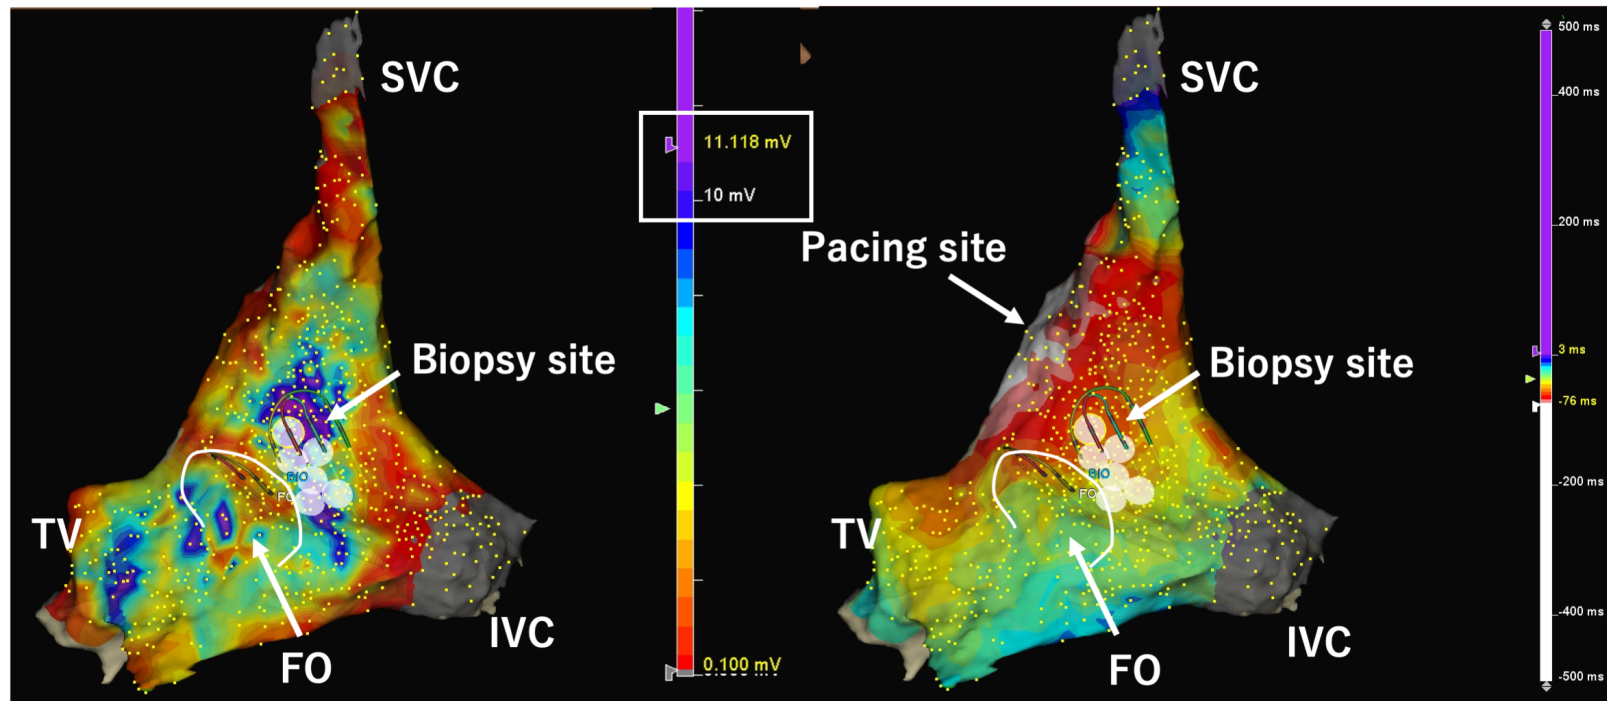 SVC
11.118 mV
10 mV
Biopsy site
BIO
FO
TV
IVC
FO
0.100 mV
SVC
500 ms
400 ms
200 ms
Pacing site
Biopsy site
3 ms
-76 ms
BIO
FO
-200 ms
TV
-400 ms
IVC
FO
-500 ms